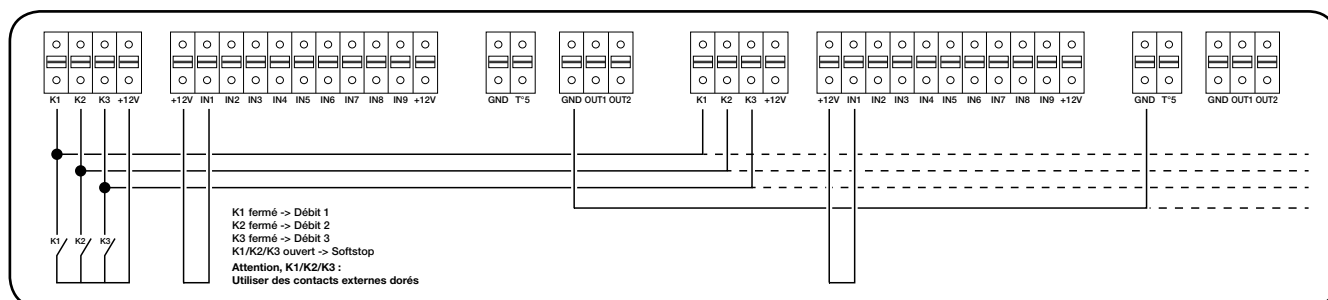 K1 K2 K3 +12V +12V IN1 IN2 IN3 IN4 IN5 IN6 IN7 IN8 IN9 +12V GND T°5 GND OUT1 OUT2 K1 K2 K3 +12V +12V IN1 IN2 IN3 IN4 IN5 IN6 IN7 IN8 IN9 +12V GND T°5 GND OUT1 OUT2
K1 fermé -> Débit 1
K2 fermé -> Débit 2
K3 fermé -> Débit 3
K1/K2/K3 ouvert -> Softstop
Attention, K1/K2/K3 :
Utiliser des contacts externes dorés
K1 K2 K3